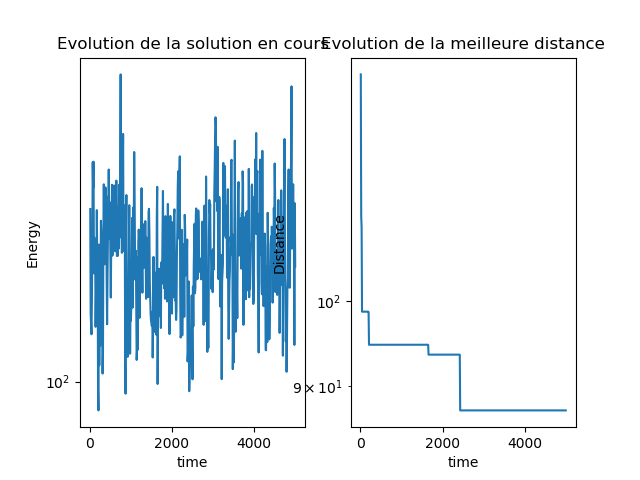 Evolution de la solution en cours
Energy
10²
0 2000 4000
time
Evolution de la meilleure distance
Distance
10²
9 × 10¹
0 2000 4000
time